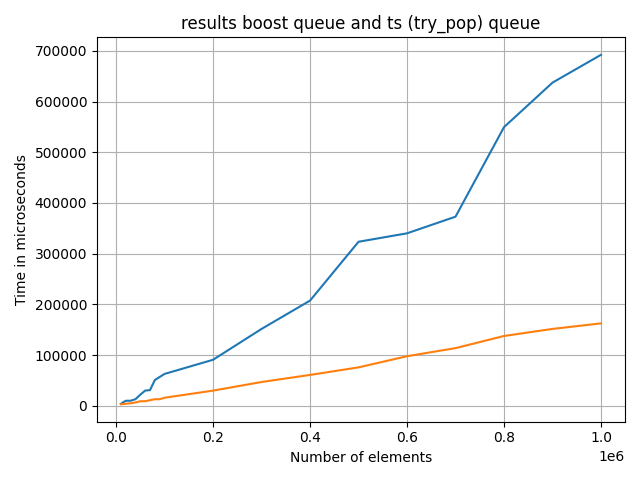 results boost queue and ts (try_pop) queue
700000
600000
500000
400000
300000
200000
100000
0
Time in microseconds
0.0 0.2 0.4 0.6 0.8 1.0
1e6
Number of elements